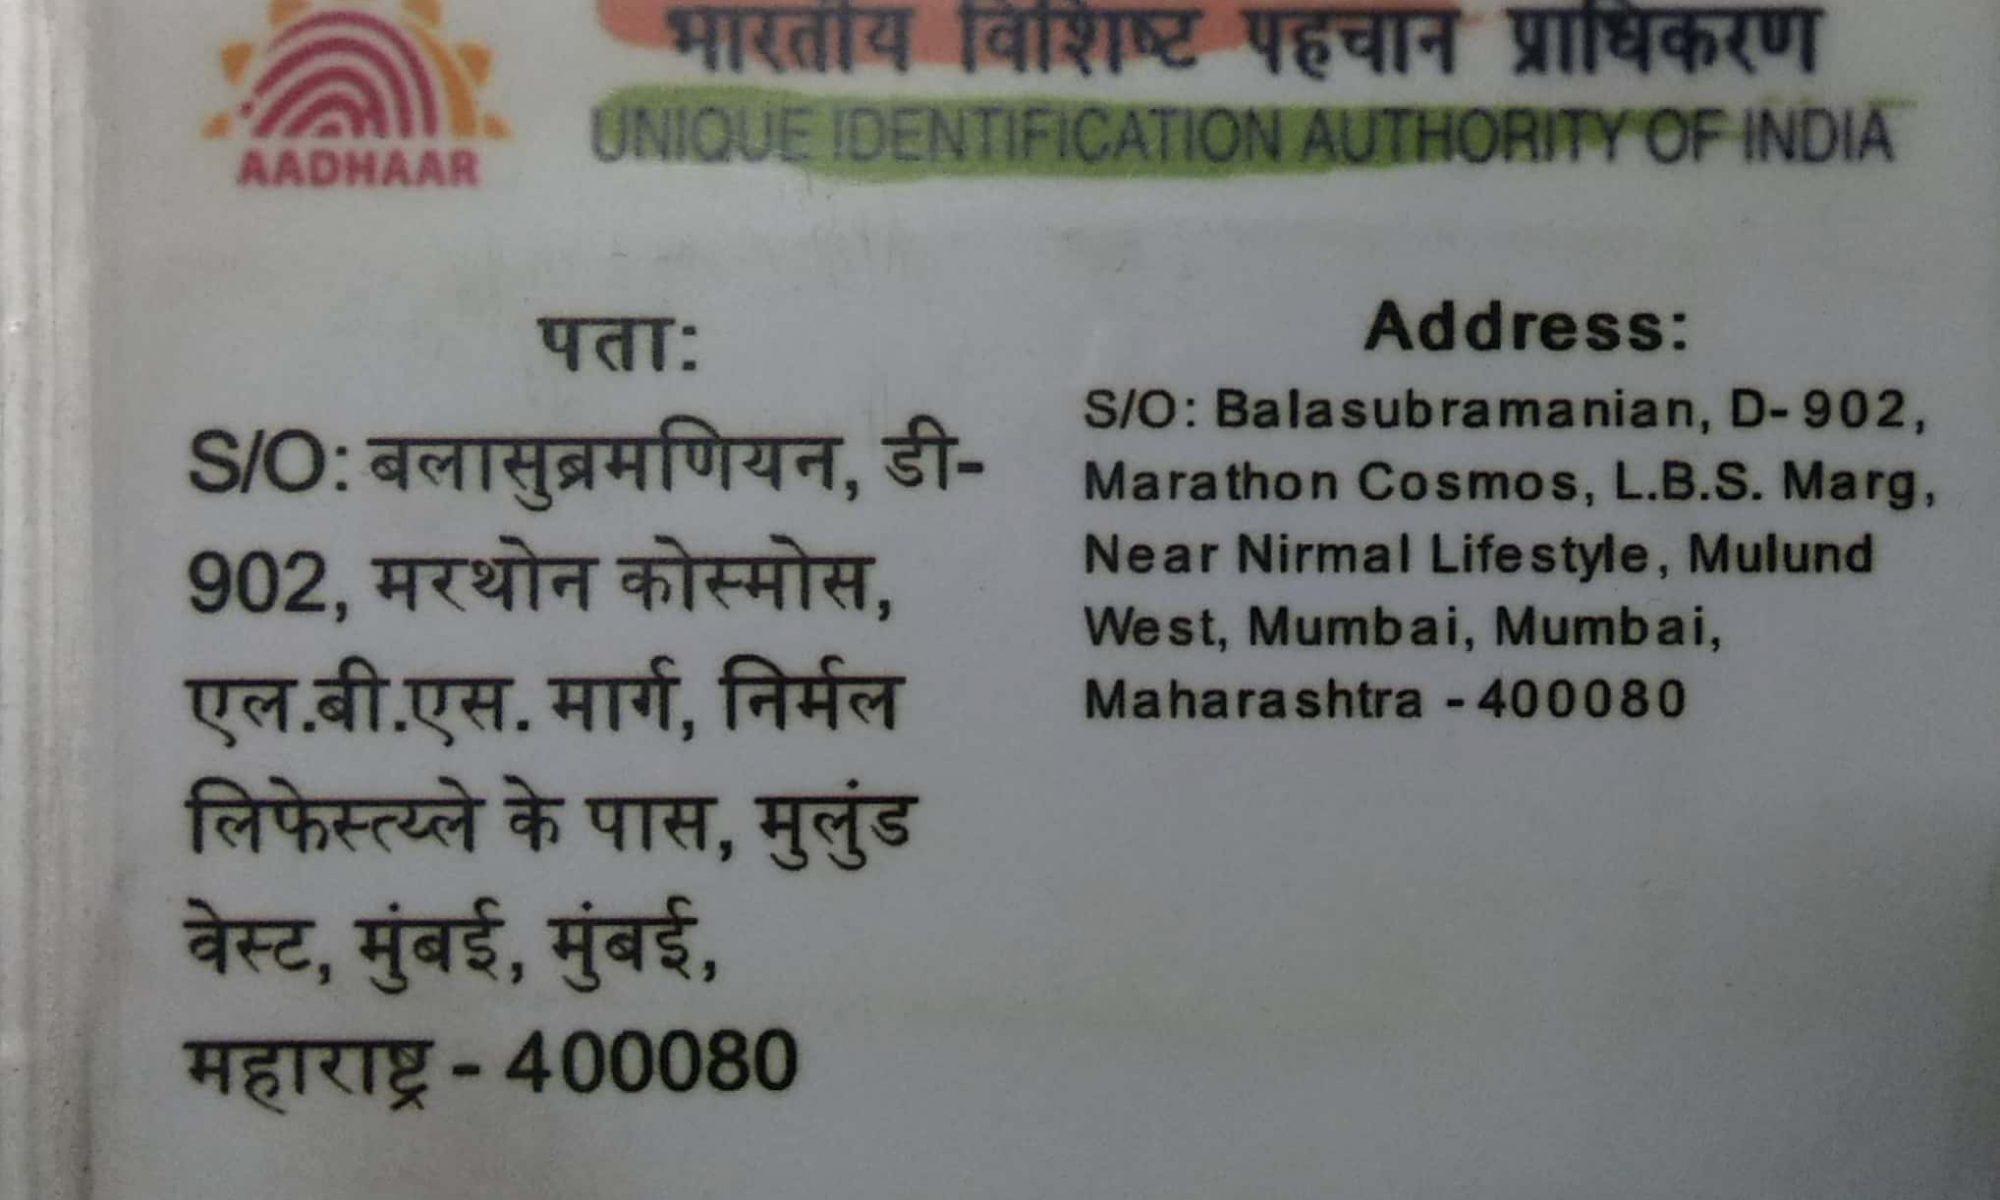 भारतीय विशिष्ट पहचान प्राधिकरण
UNIQUE IDENTIFICATION AUTHORITY OF INDIA
AADHAAR
पता:
S/O: बलासुब्रमणियन, डी-
902, मरथोन कोस्मोस,
एल.बी.एस. मार्ग, निर्मल
लिफेस्त्य्ले के पास, मुलुंड
वेस्ट, मुंबई, मुंबई,
महाराष्ट्र - 400080
Address:
S/O: Balasubramanian, D- 902,
Marathon Cosmos, L.B.S. Marg,
Near Nirmal Lifestyle, Mulund
West, Mumbai, Mumbai,
Maharashtra - 400080